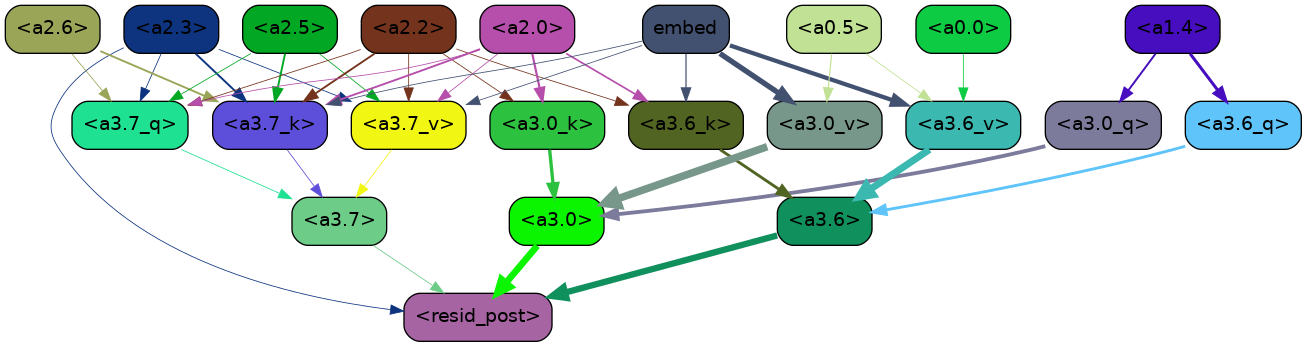 <a2.6> <a2.3> <a2.5> <a2.2> <a2.0> embed <a0.5> <a0.0> <a1.4>
<a3.7_q> <a3.7_k> <a3.7_v> <a3.0_k> <a3.6_k> <a3.0_v> <a3.6_v> <a3.0_q> <a3.6_q>
<a3.7> <a3.0> <a3.6>
<resid_post>